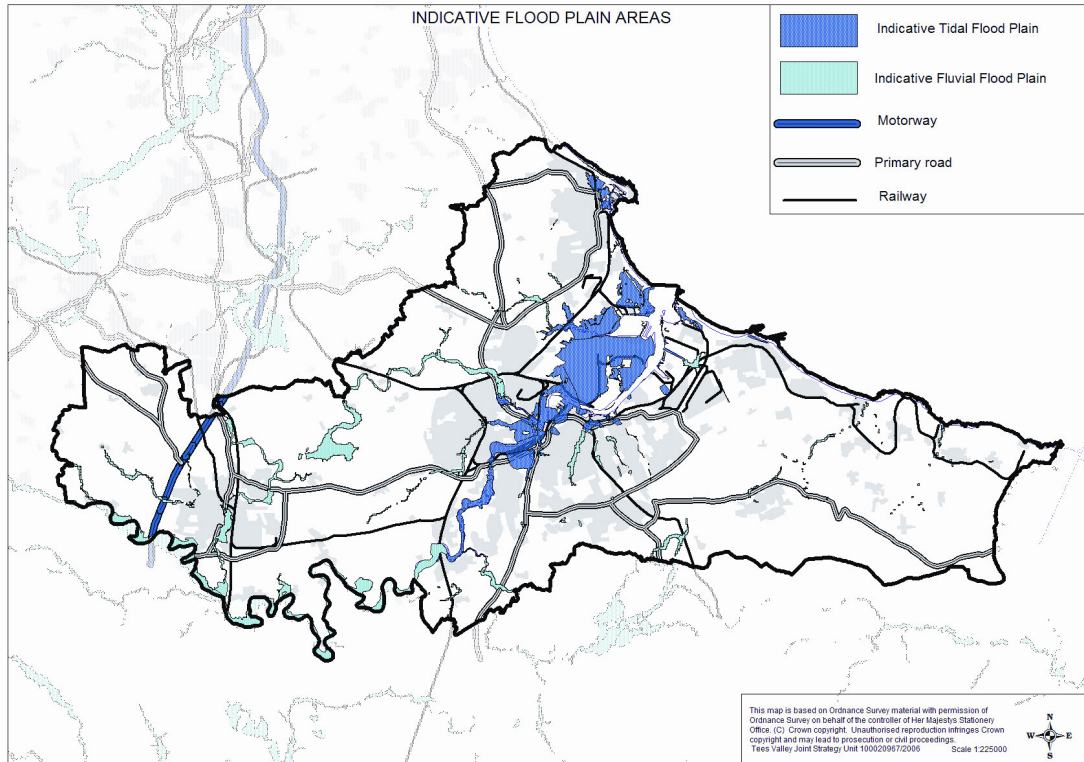 INDICATIVE FLOOD PLAIN AREAS
Indicative Tidal Flood Plain
Indicative Fluvial Flood Plain
Motorway
Primary road
Railway
This map is based on Ordnance Survey material with permission of
Ordnance Survey on behalf of the controller of Her Majestys Stationery
Office. (C) Crown copyright. Unauthorised reproduction infringes Crown
copyright and may lead to prosecution or civil proceedings.
Tees Valley Joint Strategy Unit 100020967/2006 Scale 1:225000
N
W E
S